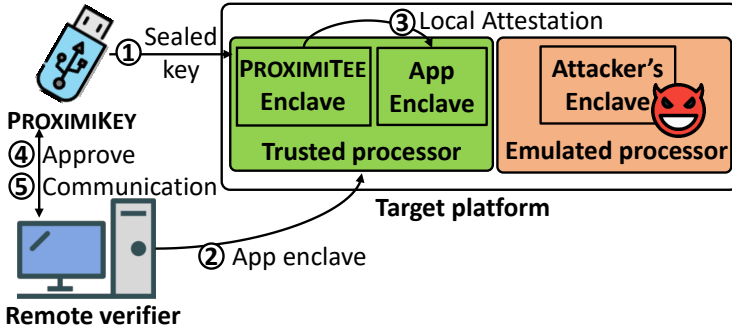 ① Sealed
key
PROXIMIKEY
④ Approve
⑤ Communication
Remote verifier
② App enclave
③ Local Attestation
PROXIMITEE
Enclave
App
Enclave
Trusted processor
Attacker's
Enclave
Emulated processor
Target platform